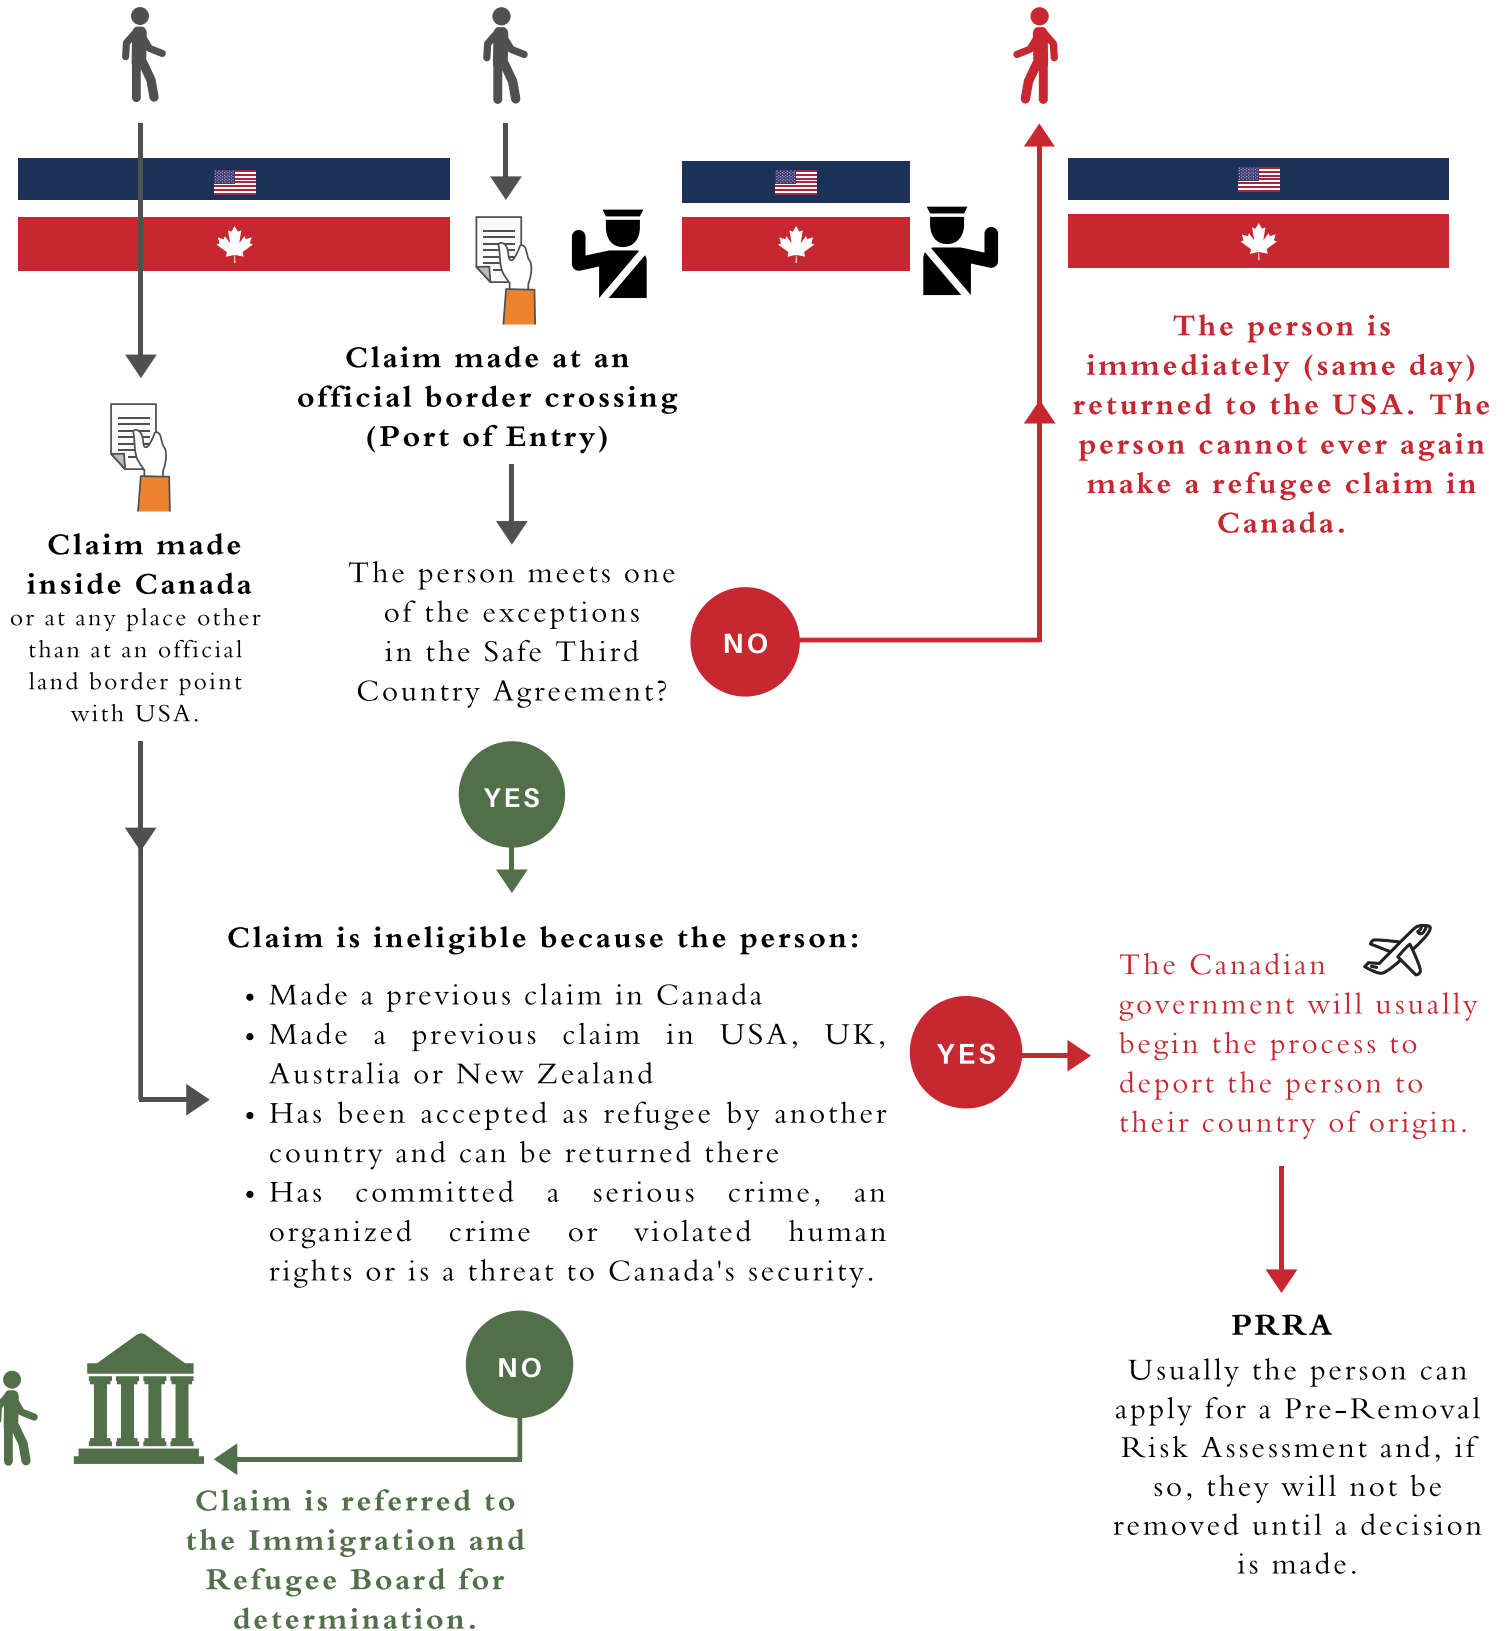 Claim made at an
official border crossing
(Port of Entry)
The person is
immediately (same day)
returned to the USA. The
person cannot ever again
make a refugee claim in
Canada.
Claim made
inside Canada
or at any place other
than at an official
land border point
with USA.
The person meets one
of the exceptions
in the Safe Third
Country Agreement?
NO
YES
Claim is ineligible because the person:
• Made a previous claim in Canada
• Made a previous claim in USA, UK,
Australia or New Zealand
• Has been accepted as refugee by another
country and can be returned there
• Has committed a serious crime, an
organized crime or violated human
rights or is a threat to Canada's security.
YES
The Canadian
government will usually
begin the process to
deport the person to
their country of origin.
PRRA
Usually the person can
apply for a Pre-Removal
Risk Assessment and, if
so, they will not be
removed until a decision
is made.
NO
Claim is referred to
the Immigration and
Refugee Board for
determination.